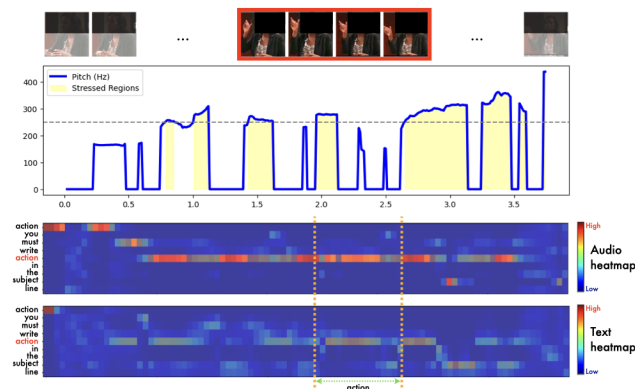 ... ...
400
300
200
100
0
Pitch (Hz)
Stressed Regions
0.0 0.5 1.0 1.5 2.0 2.5 3.0 3.5
action
you
must
write
action
in
the
subject
line
High
Audio
heatmap
Low
action
you
must
write
action
in
the
subject
line
High
Text
heatmap
Low
action